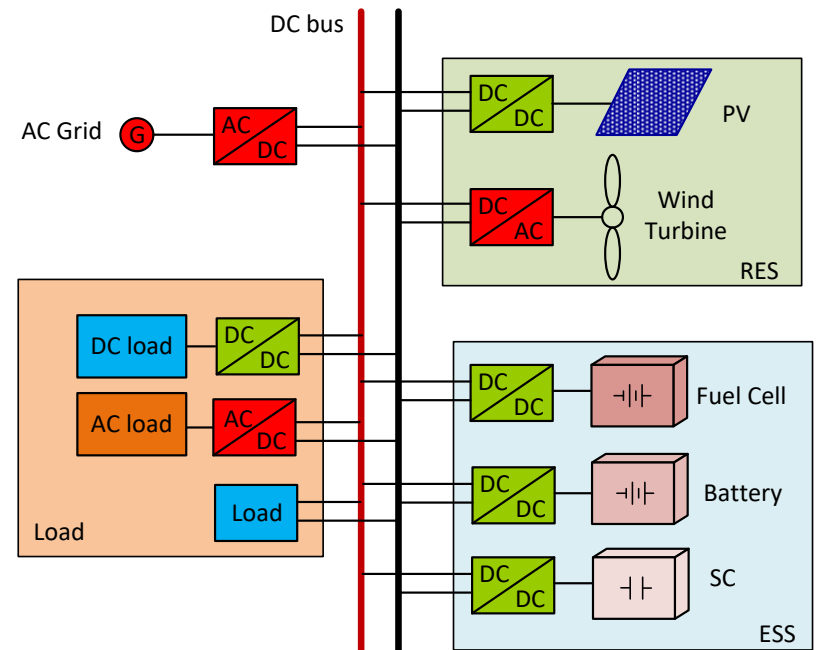 DC bus
AC Grid
G
AC
DC
DC
DC
PV
DC
AC
Wind
Turbine
RES
DC load
DC
DC
AC load
AC
DC
Load
Load
DC
DC
Fuel Cell
DC
DC
Battery
DC
DC
SC
ESS